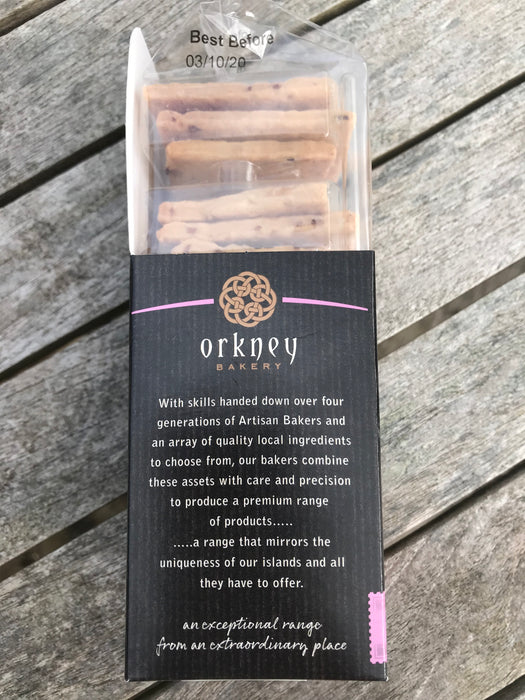 Best Before
03/10/20
orkney
BAKERY
With skills handed down over four
generations of Artisan Bakers and
an array of quality local ingredients
to choose from, our bakers combine
these assets with care and precision
to produce a premium range
of products.....
.....a range that mirrors the
uniqueness of our islands and all
they have to offer.
an exceptional range
from an extraordinary place